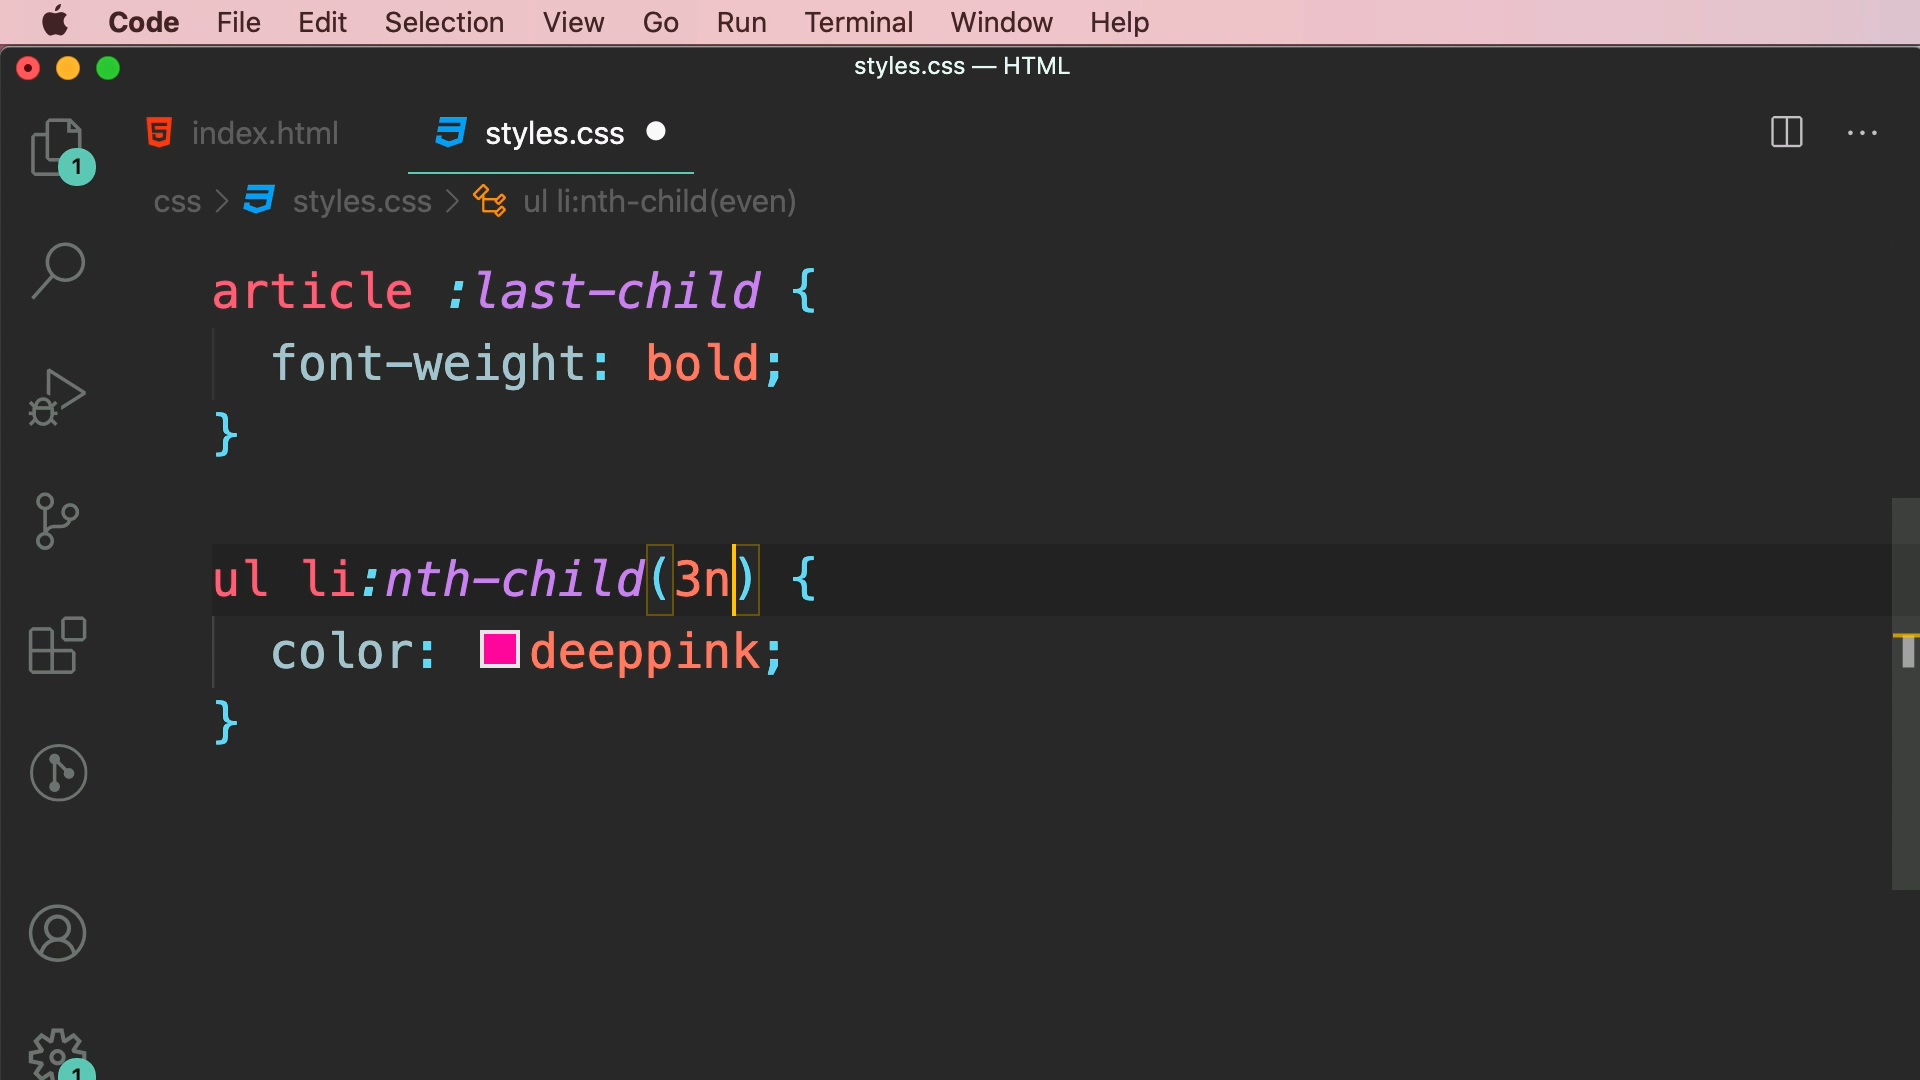 Code File Edit Selection View Go Run Terminal Window Help
styles.css — HTML
index.html styles.css
css > styles.css > ul li:nth-child(even)
article :last-child {
font-weight: bold;
}
ul li:nth-child(3n) {
color: deeppink;
}
1
1